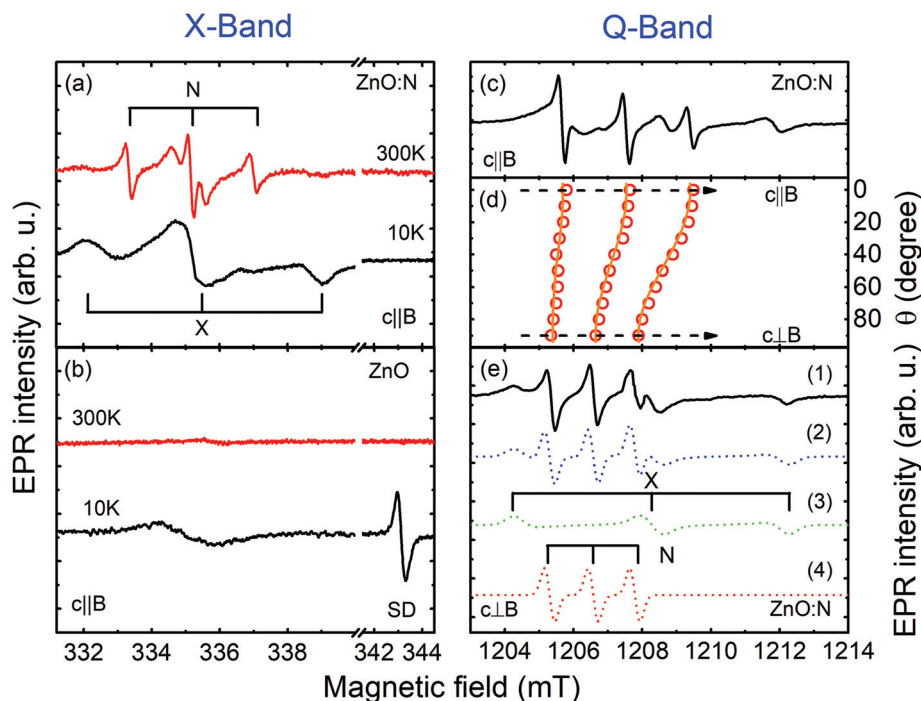 X-Band
Q-Band
(a)
N
ZnO:N
300K
10K
X
c||B
(b)
ZnO
300K
10K
c||B
SD
332 334 336 338 342 344
EPR intensity (arb. u.)
(c)
ZnO:N
c||B
(d)
c||B
c⊥B
0
20
40
60
80
θ (degree)
(e)
(1)
(2)
X
(3)
N
(4)
c⊥B
ZnO:N
EPR intensity (arb. u.)
1204 1206 1208 1210 1212 1214
Magnetic field (mT)